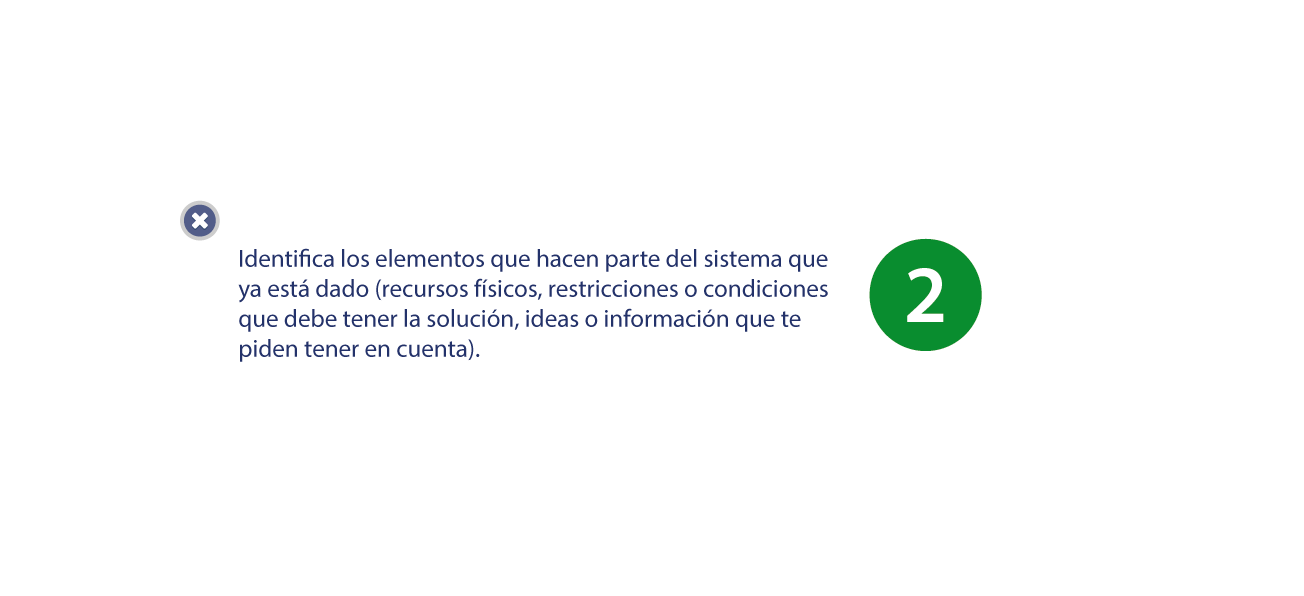 Identifica los elementos que hacen parte del sistema que
ya está dado (recursos físicos, restricciones o condiciones
que debe tener la solución, ideas o información que te
piden tener en cuenta).
2